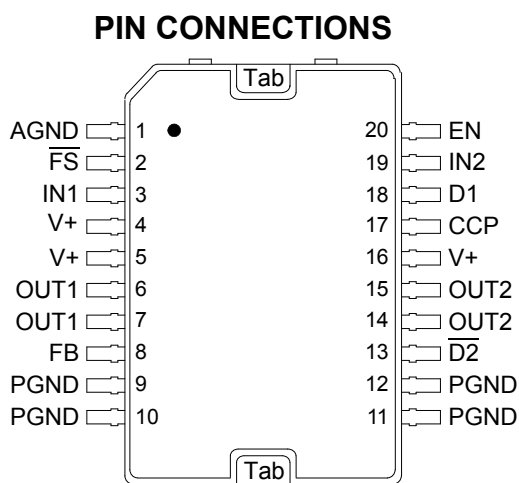 PIN CONNECTIONS
Tab
AGND 1 20 EN
F̅S̅ 2 19 IN2
IN1 3 18 D1
V+ 4 17 CCP
V+ 5 16 V+
OUT1 6 15 OUT2
OUT1 7 14 OUT2
FB 8 13 D̅2̅
PGND 9 12 PGND
PGND 10 11 PGND
Tab